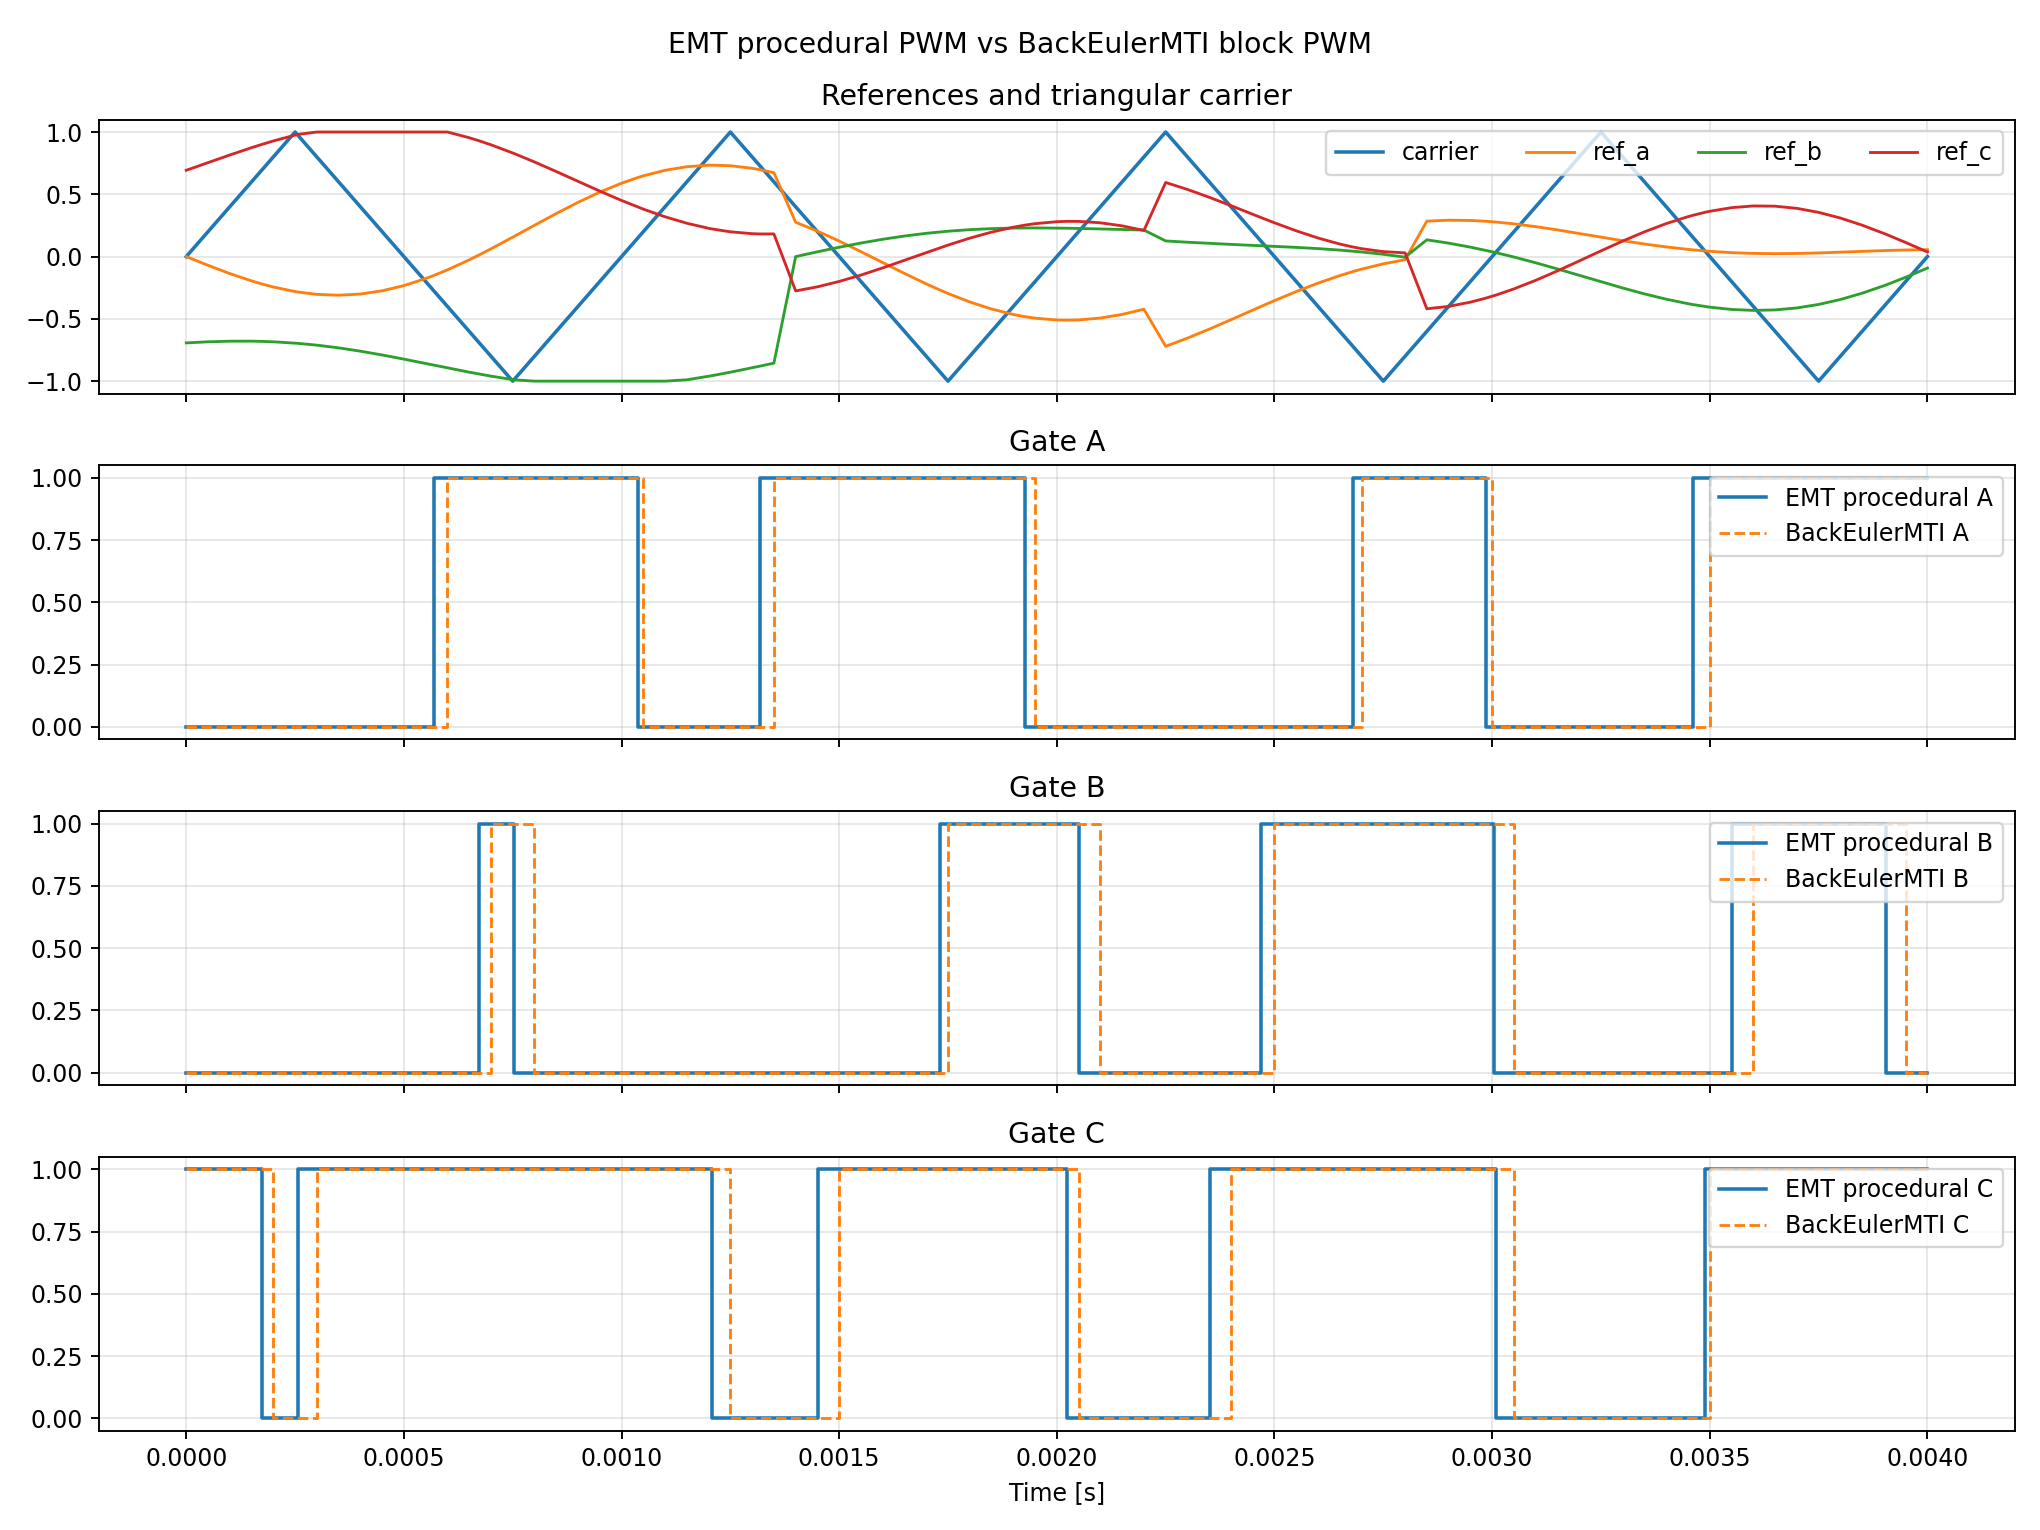 EMT procedural PWM vs BackEulerMTI block PWM
References and triangular carrier
1.0
0.5
0.0
−0.5
−1.0
carrier ref_a ref_b ref_c
Gate A
1.00
0.75
0.50
0.25
0.00
EMT procedural A
BackEulerMTI A
Gate B
1.00
0.75
0.50
0.25
0.00
EMT procedural B
BackEulerMTI B
Gate C
1.00
0.75
0.50
0.25
0.00
EMT procedural C
BackEulerMTI C
0.0000 0.0005 0.0010 0.0015 0.0020 0.0025 0.0030 0.0035 0.0040
Time [s]